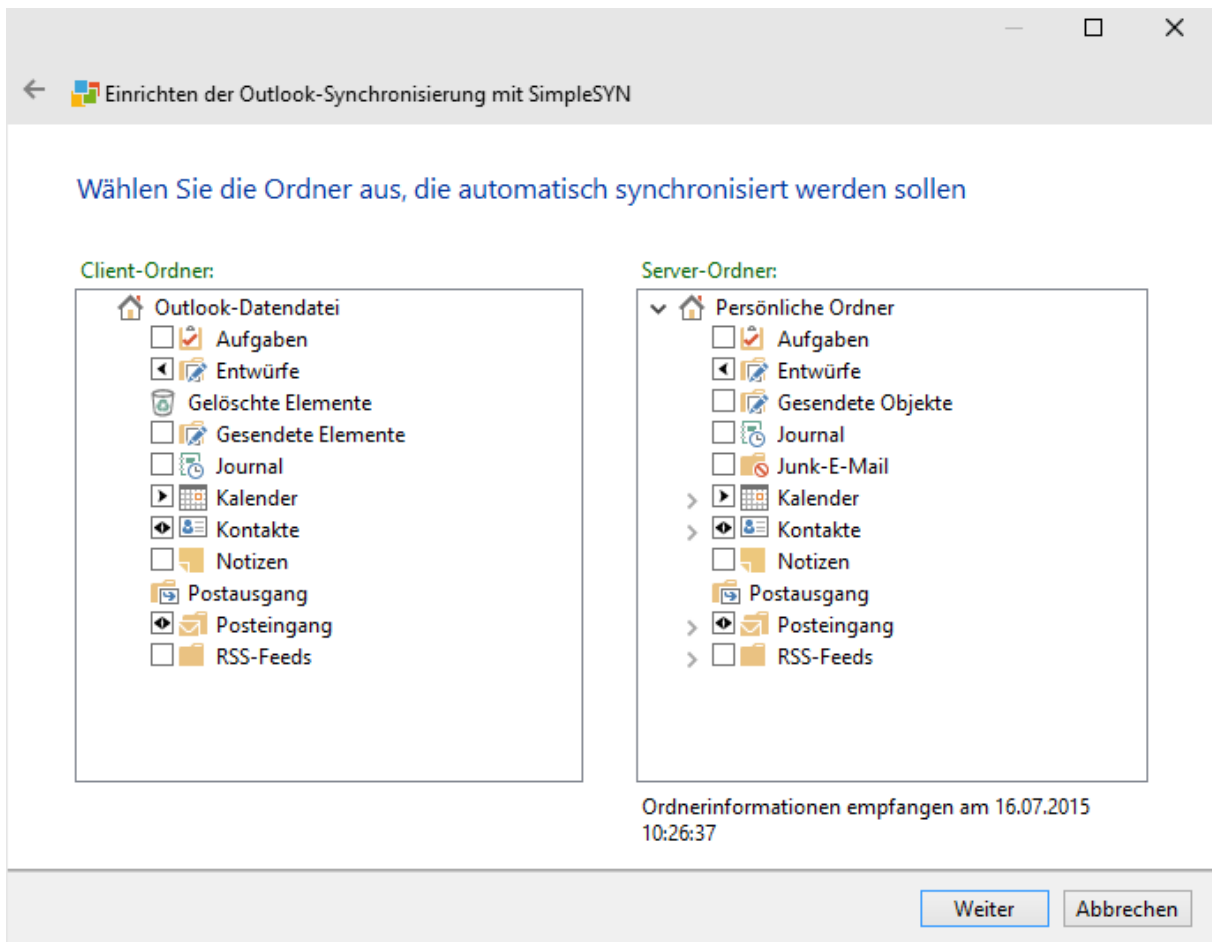 Einrichten der Outlook-Synchronisierung mit SimpleSYN
Wählen Sie die Ordner aus, die automatisch synchronisiert werden sollen
Client-Ordner:
Outlook-Datendatei
Aufgaben
Entwürfe
Gelöschte Elemente
Gesendete Elemente
Journal
Kalender
Kontakte
Notizen
Postausgang
Posteingang
RSS-Feeds
Server-Ordner:
Persönliche Ordner
Aufgaben
Entwürfe
Gesendete Objekte
Journal
Junk-E-Mail
Kalender
Kontakte
Notizen
Postausgang
Posteingang
RSS-Feeds
Ordnerinformationen empfangen am 16.07.2015
10:26:37
Weiter
Abbrechen